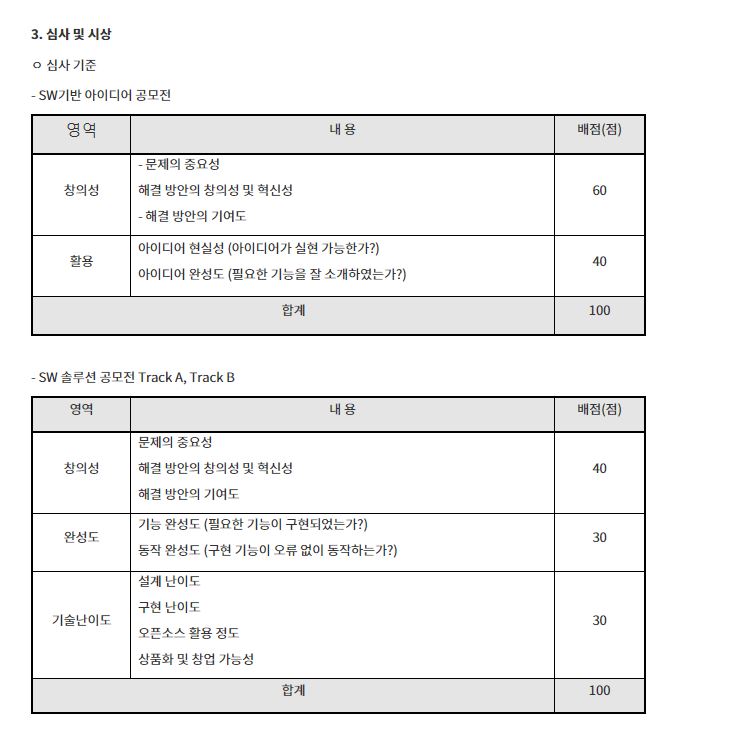 3. 심사 및 시상
ㅇ 심사 기준
- SW기반 아이디어 공모전
영역 내 용 배점(점)
창의성
- 문제의 중요성
해결 방안의 창의성 및 혁신성
- 해결 방안의 기여도
60
활용
아이디어 현실성 (아이디어가 실현 가능한가?)
아이디어 완성도 (필요한 기능을 잘 소개하였는가?)
40
합계 100
- SW 솔루션 공모전 Track A, Track B
영역 내 용 배점(점)
창의성
문제의 중요성
해결 방안의 창의성 및 혁신성
해결 방안의 기여도
40
완성도
기능 완성도 (필요한 기능이 구현되었는가?)
동작 완성도 (구현 기능이 오류 없이 동작하는가?)
30
기술난이도
설계 난이도
구현 난이도
오픈소스 활용 정도
상품화 및 창업 가능성
30
합계 100